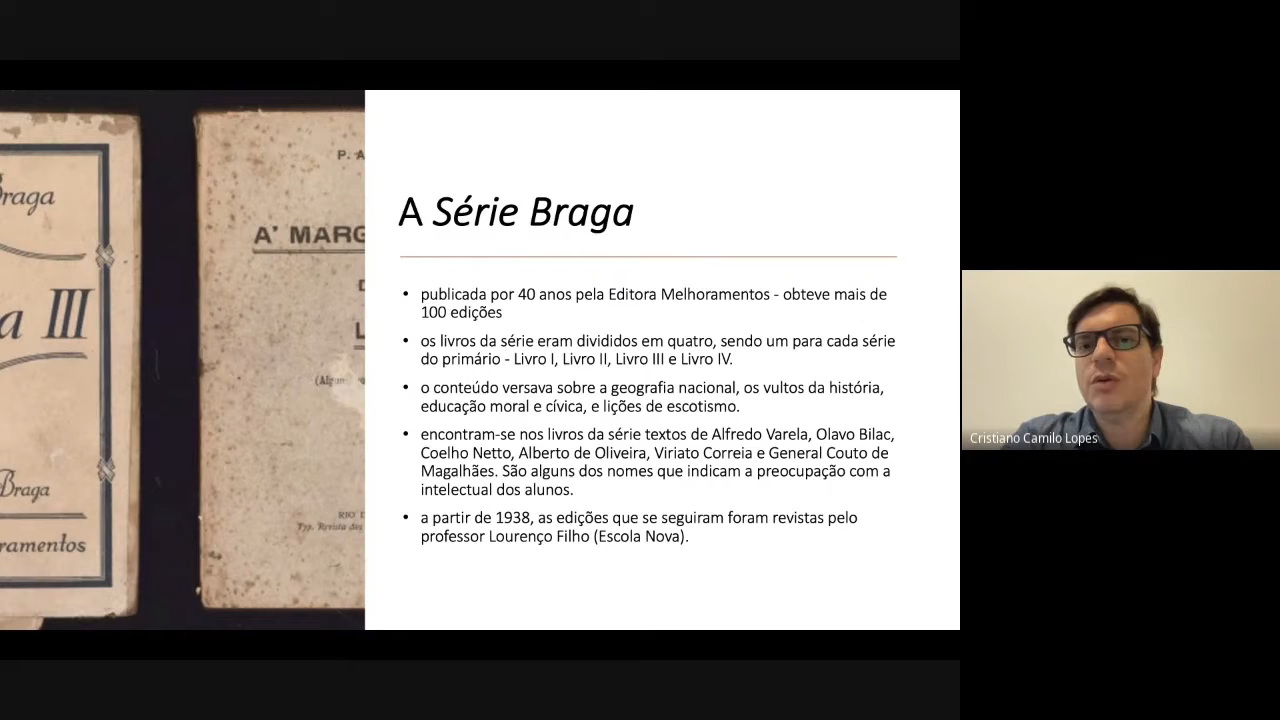 Braga
a III
Braga
ramentos
P. A
A' MARG
D
L
(Algun
RIO D
Typ. Revista des
A Série Braga
• publicada por 40 anos pela Editora Melhoramentos - obteve mais de
100 edições
• os livros da série eram divididos em quatro, sendo um para cada série
do primário - Livro I, Livro II, Livro III e Livro IV.
• o conteúdo versava sobre a geografia nacional, os vultos da história,
educação moral e cívica, e lições de escotismo.
• encontram-se nos livros da série textos de Alfredo Varela, Olavo Bilac,
Coelho Netto, Alberto de Oliveira, Viriato Correia e General Couto de
Magalhães. São alguns dos nomes que indicam a preocupação com a
intelectual dos alunos.
• a partir de 1938, as edições que se seguiram foram revistas pelo
professor Lourenço Filho (Escola Nova).
Cristiano Camilo Lopes